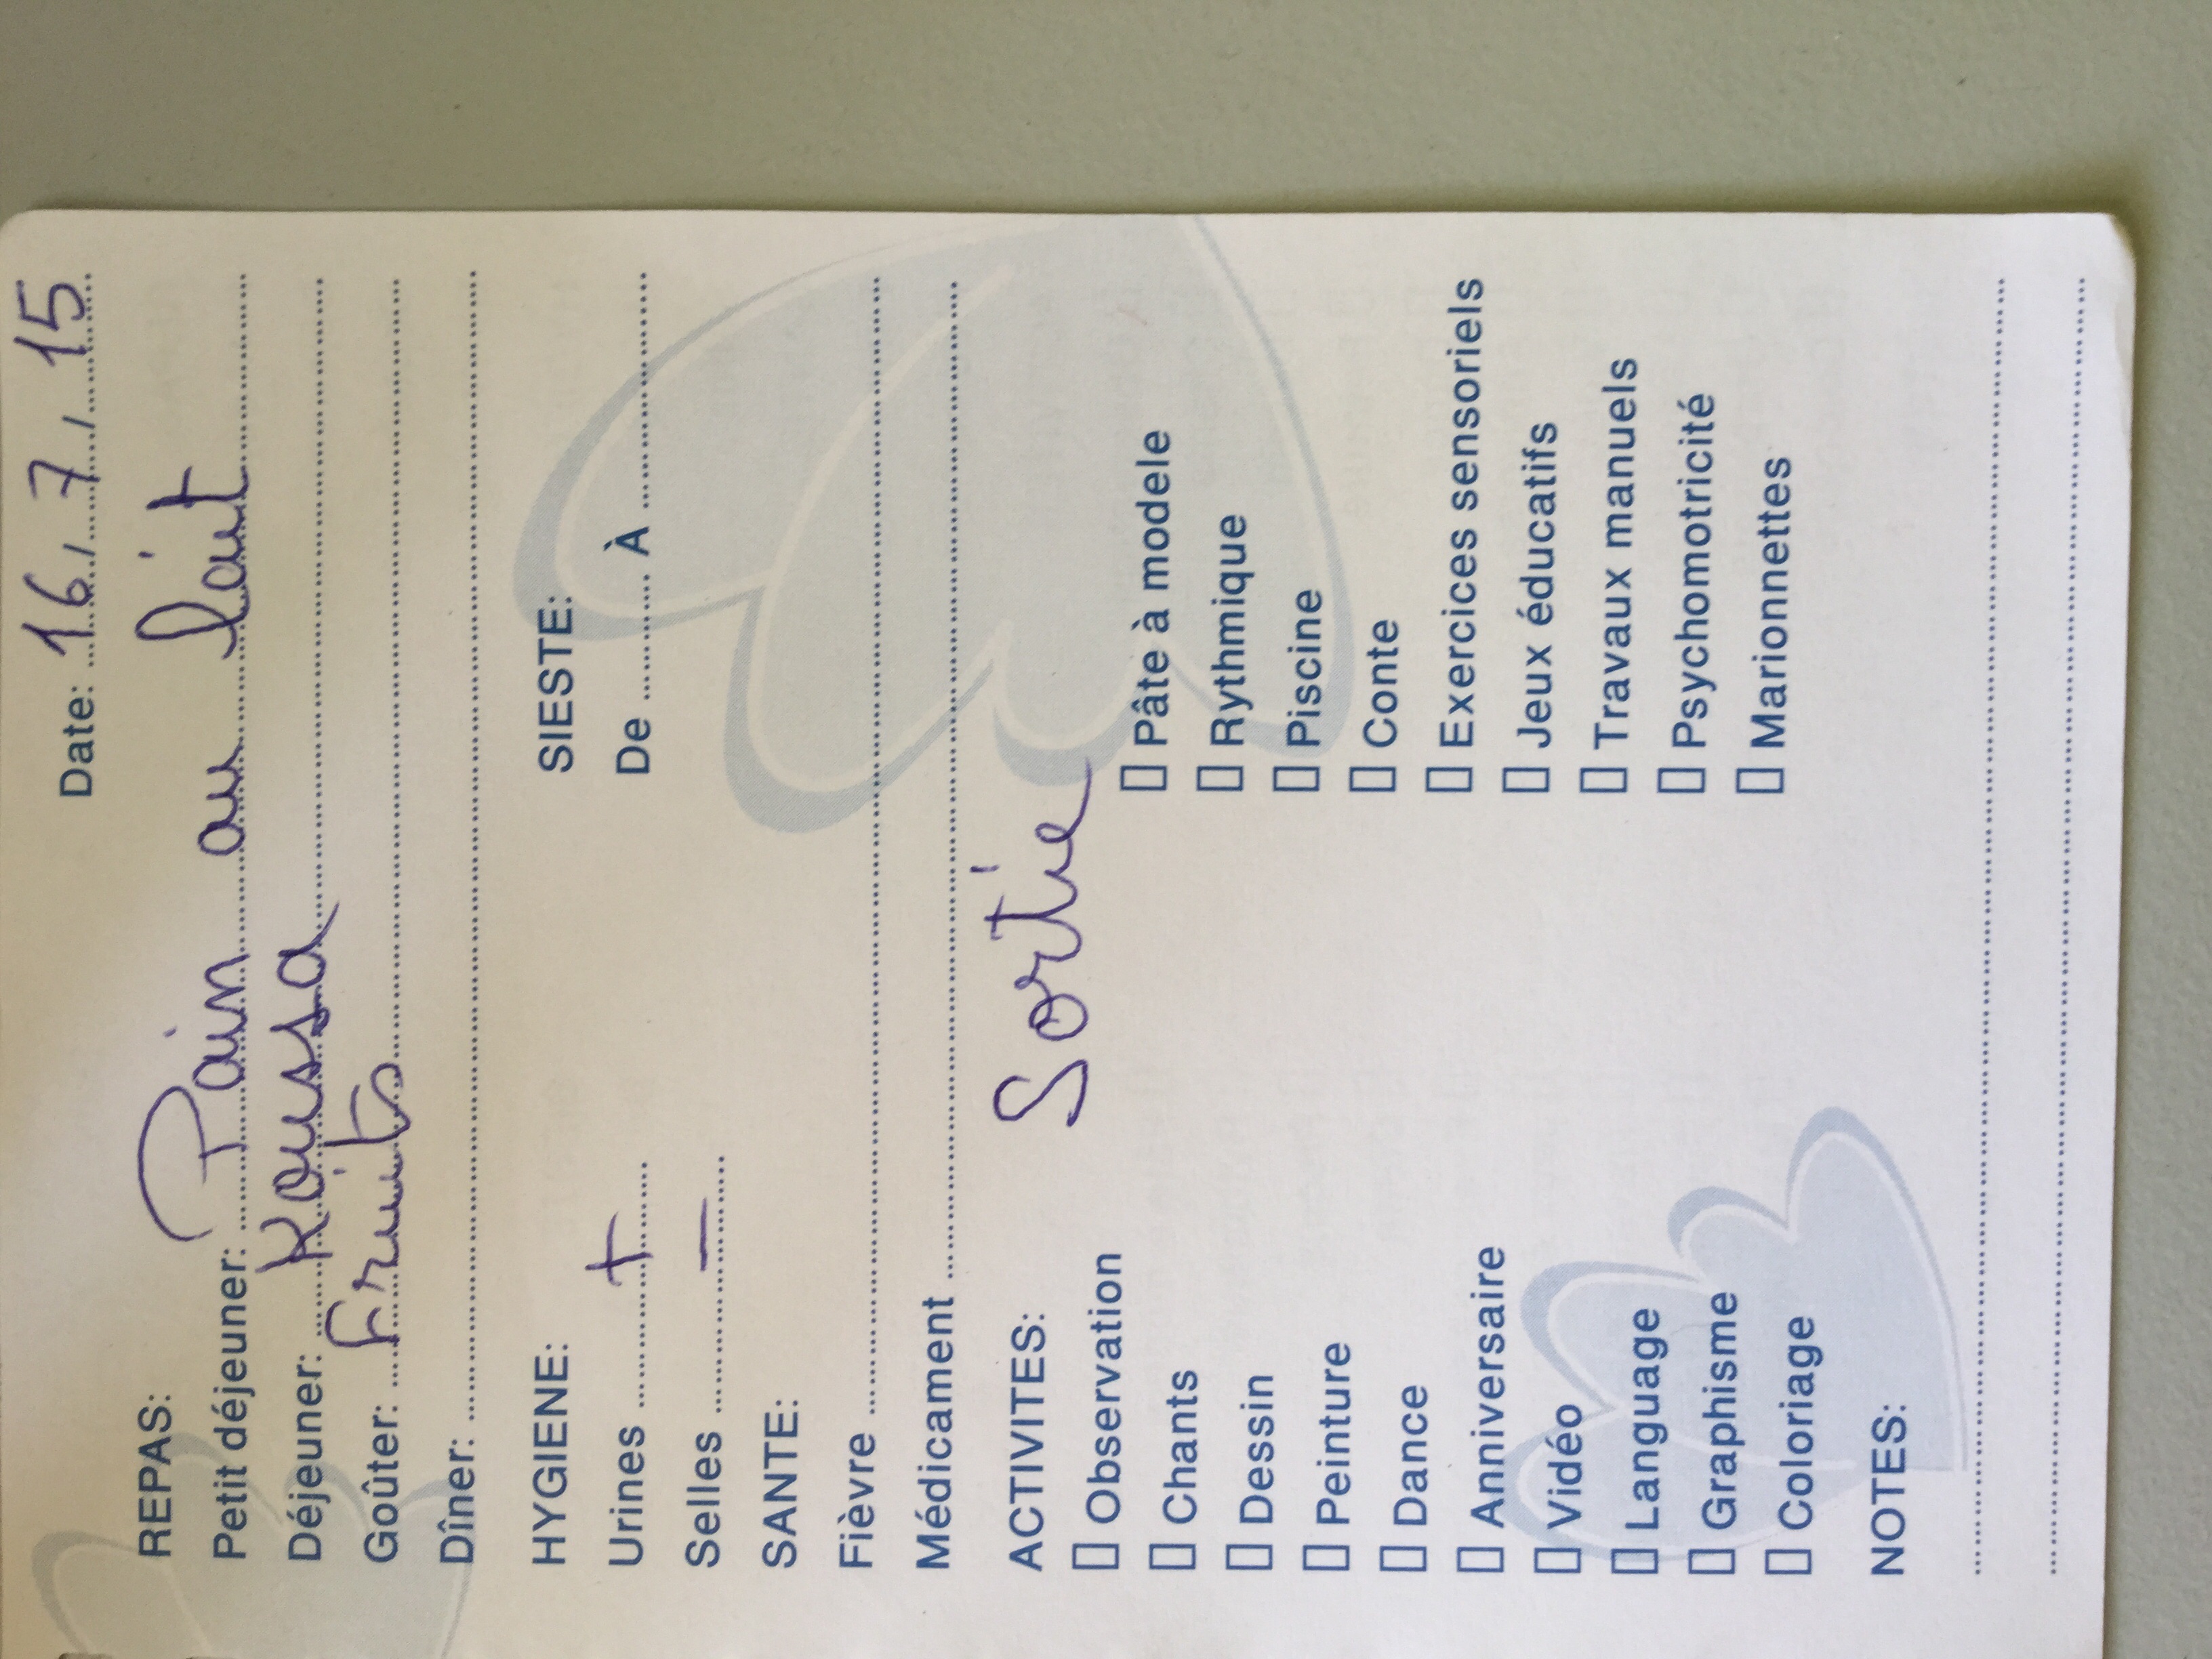 Date: 16/7/15
REPAS:
Petit déjeuner: Pain au lait
Déjeuner: Koussa
Goûter: Fruits
Dîner:
HYGIENE:
SIESTE:
Urines +
De ............ À ............
Selles —
SANTE:
Fièvre
Médicament
ACTIVITES: Sortie
Observation
Chants
Dessin
Peinture
Dance
Anniversaire
Vidéo
Language
Graphisme
Coloriage
Pâte à modele
Rythmique
Piscine
Conte
Exercices sensoriels
Jeux éducatifs
Travaux manuels
Psychomotricité
Marionnettes
NOTES: